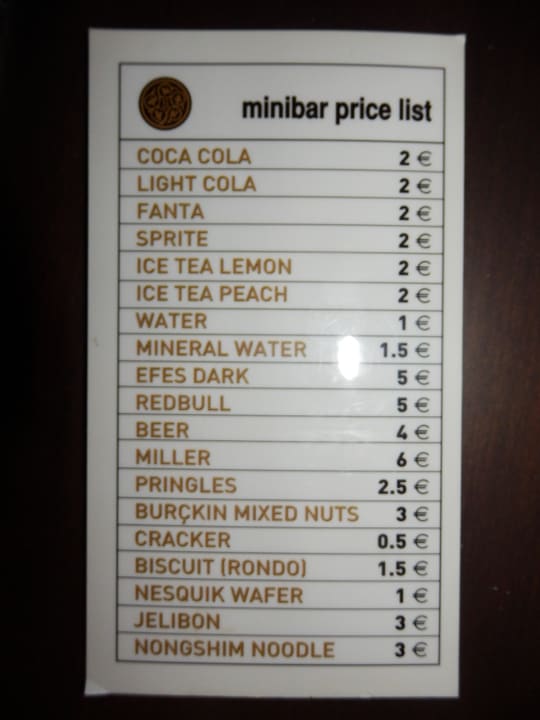 minibar price list
COCA COLA 2 €
LIGHT COLA 2 €
FANTA 2 €
SPRITE 2 €
ICE TEA LEMON 2 €
ICE TEA PEACH 2 €
WATER 1 €
MINERAL WATER 1.5 €
EFES DARK 5 €
REDBULL 5 €
BEER 4 €
MILLER 6 €
PRINGLES 2.5 €
BURÇKIN MIXED NUTS 3 €
CRACKER 0.5 €
BISCUIT (RONDO) 1.5 €
NESQUIK WAFER 1 €
JELIBON 3 €
NONGSHIM NOODLE 3 €